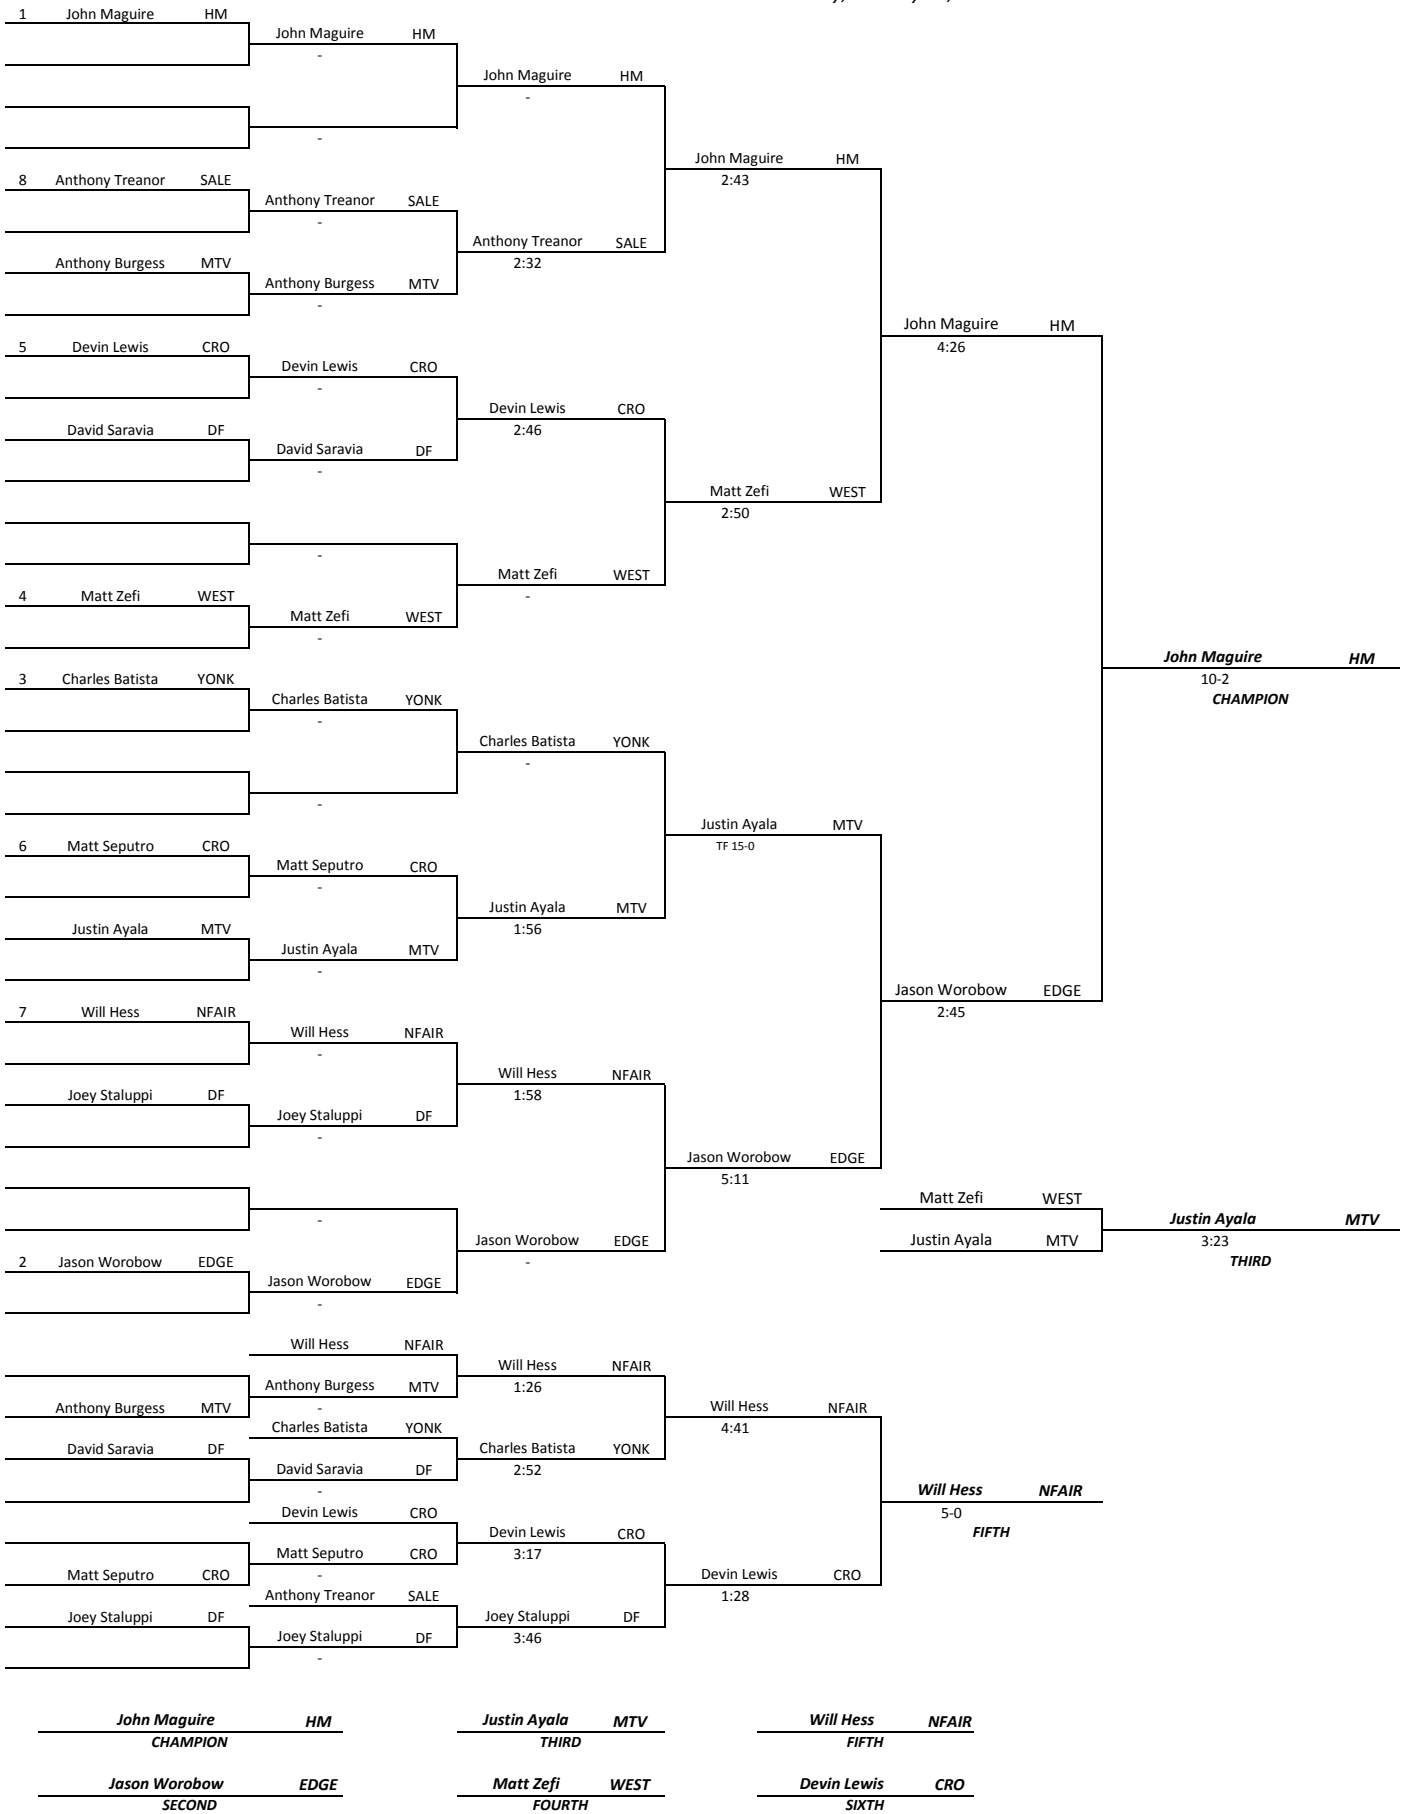 1 John Maguire HM
John Maguire HM
-
John Maguire HM
-
-
John Maguire HM
2:43
8 Anthony Treanor SALE
Anthony Treanor SALE
-
Anthony Treanor SALE
2:32
Anthony Burgess MTV
Anthony Burgess MTV
-
John Maguire HM
4:26
5 Devin Lewis CRO
Devin Lewis CRO
-
Devin Lewis CRO
2:46
David Saravia DF
David Saravia DF
-
Matt Zefi WEST
2:50
-
Matt Zefi WEST
-
4 Matt Zefi WEST
Matt Zefi WEST
-
John Maguire HM
10-2
CHAMPION
3 Charles Batista YONK
Charles Batista YONK
-
Charles Batista YONK
-
-
Justin Ayala MTV
TF 15-0
6 Matt Seputro CRO
Matt Seputro CRO
-
Justin Ayala MTV
1:56
Justin Ayala MTV
Justin Ayala MTV
-
Jason Worobow EDGE
2:45
7 Will Hess NFAIR
Will Hess NFAIR
-
Will Hess NFAIR
1:58
Joey Staluppi DF
Joey Staluppi DF
-
Jason Worobow EDGE
5:11
Matt Zefi WEST
-
Justin Ayala MTV
3:23
THIRD
Jason Worobow EDGE
-
Justin Ayala MTV
2 Jason Worobow EDGE
Jason Worobow EDGE
-
Will Hess NFAIR
Will Hess NFAIR
1:26
Anthony Burgess MTV
-
Anthony Burgess MTV
Will Hess NFAIR
4:41
Charles Batista YONK
David Saravia DF
Charles Batista YONK
2:52
David Saravia DF
-
Will Hess NFAIR
5-0
FIFTH
Devin Lewis CRO
Devin Lewis CRO
3:17
Matt Seputro CRO
-
Matt Seputro CRO
Devin Lewis CRO
1:28
Anthony Treanor SALE
Joey Staluppi DF
Joey Staluppi DF
3:46
Joey Staluppi DF
-
John Maguire HM
CHAMPION
Justin Ayala MTV
THIRD
Will Hess NFAIR
FIFTH
Jason Worobow EDGE
SECOND
Matt Zefi WEST
FOURTH
Devin Lewis CRO
SIXTH